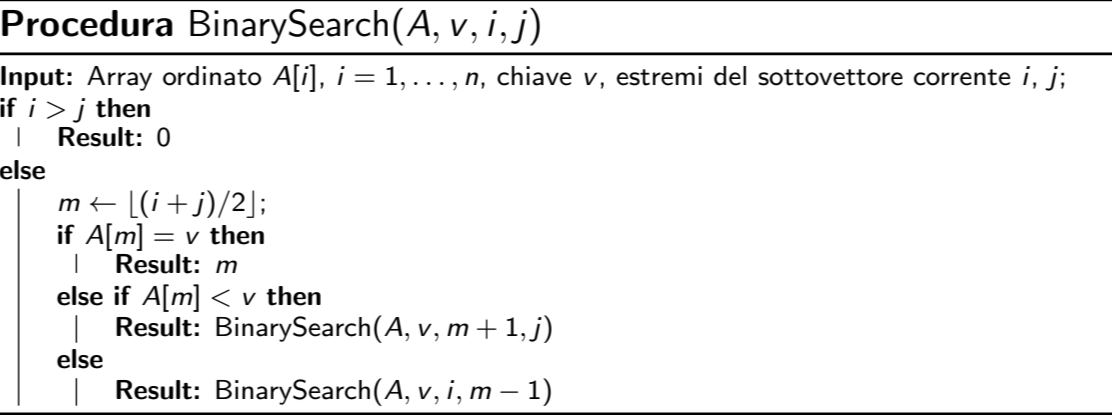 Procedura BinarySearch(A, v, i, j)
Input: Array ordinato A[i], i = 1, . . . , n, chiave v, estremi del sottovettore corrente i, j;
if i > j then
Result: 0
else
m ← ⌊(i + j)/2⌋;
if A[m] = v then
Result: m
else if A[m] < v then
Result: BinarySearch(A, v, m + 1, j)
else
Result: BinarySearch(A, v, i, m − 1)